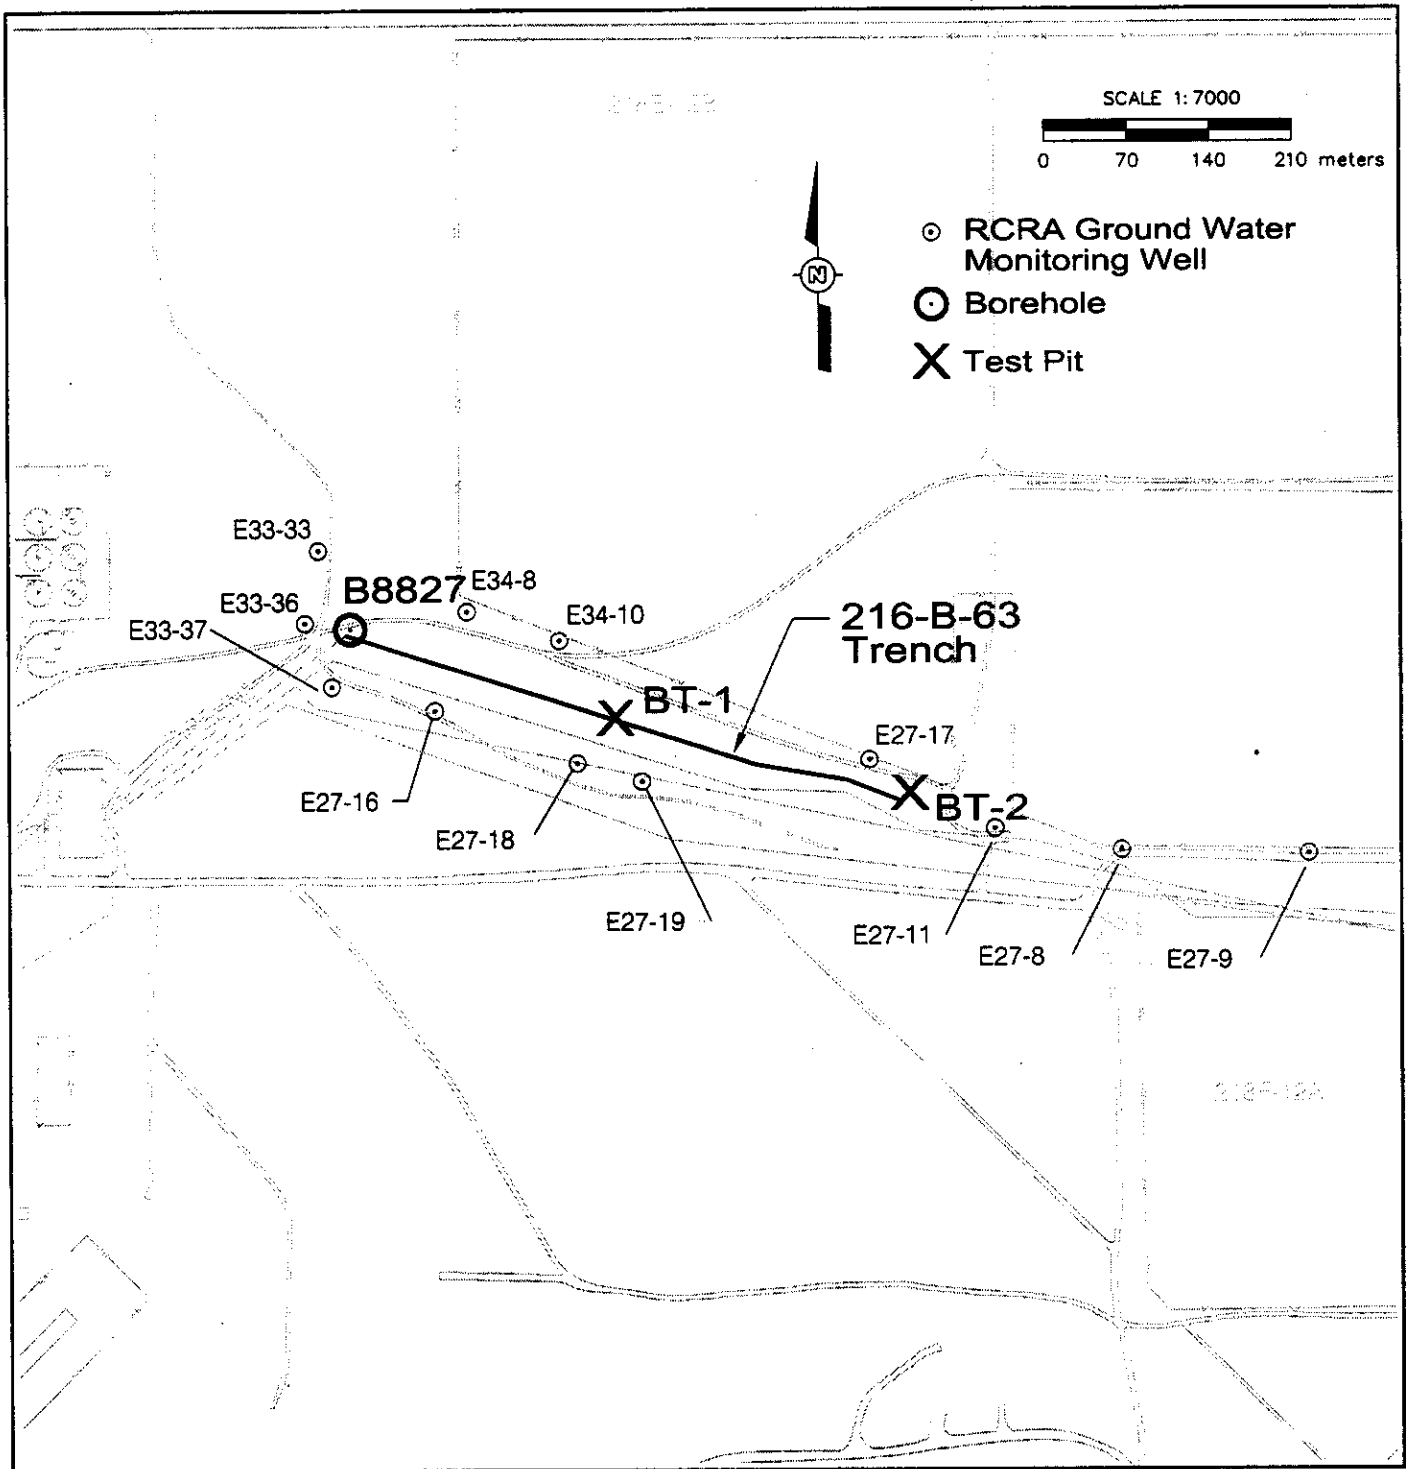 SCALE 1:7000
0 70 140 210 meters
N
RCRA Ground Water
Monitoring Well
Borehole
Test Pit
E33-33
B8827
E34-8
E33-36
E34-10
E33-37
216-B-63
Trench
BT-1
E27-17
E27-16
BT-2
E27-18
E27-19
E27-11
E27-8
E27-9